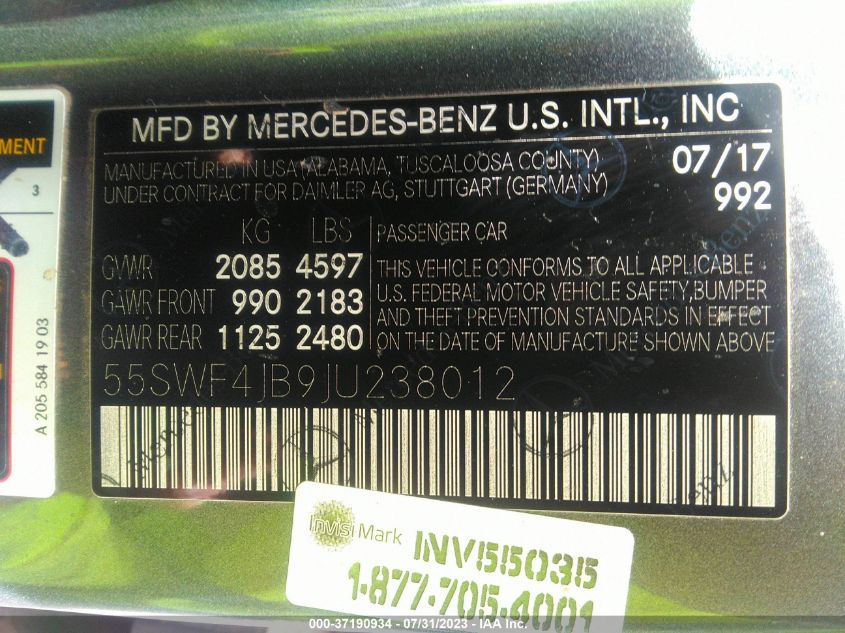 MENT
3
A 205 584 19 03
MFD BY MERCEDES-BENZ U.S. INTL., INC
MANUFACTURED IN USA (ALABAMA, TUSCALOOSA COUNTY)
UNDER CONTRACT FOR DAIMLER AG, STUTTGART (GERMANY)
07/17
992
KG LBS
GVWR 2085 4597
GAWR FRONT 990 2183
GAWR REAR 1125 2480
PASSENGER CAR
THIS VEHICLE CONFORMS TO ALL APPLICABLE
U.S. FEDERAL MOTOR VEHICLE SAFETY,BUMPER
AND THEFT PREVENTION STANDARDS IN EFFECT
ON THE DATE OF MANUFACTURE SHOWN ABOVE
55SWF4JB9JU238012
Invisi Mark
INV55035
1-877-705-4001
000-37190934 - 07/31/2023 - IAA Inc.